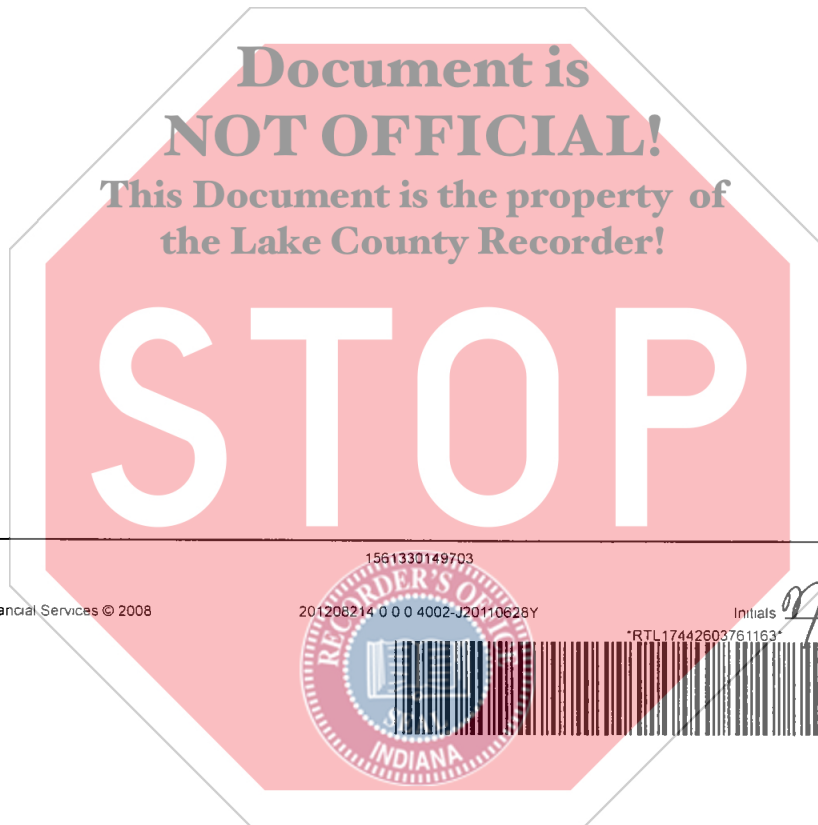 Document is
NOT OFFICIAL!
This Document is the property of
the Lake County Recorder!
STOP
1561330149703
ancial Services © 2008
201208214 0 0 0 4002-J20110628Y
Initials
*RTL17442603761163*
RECORDER'S OFFICE
SEAL
INDIANA